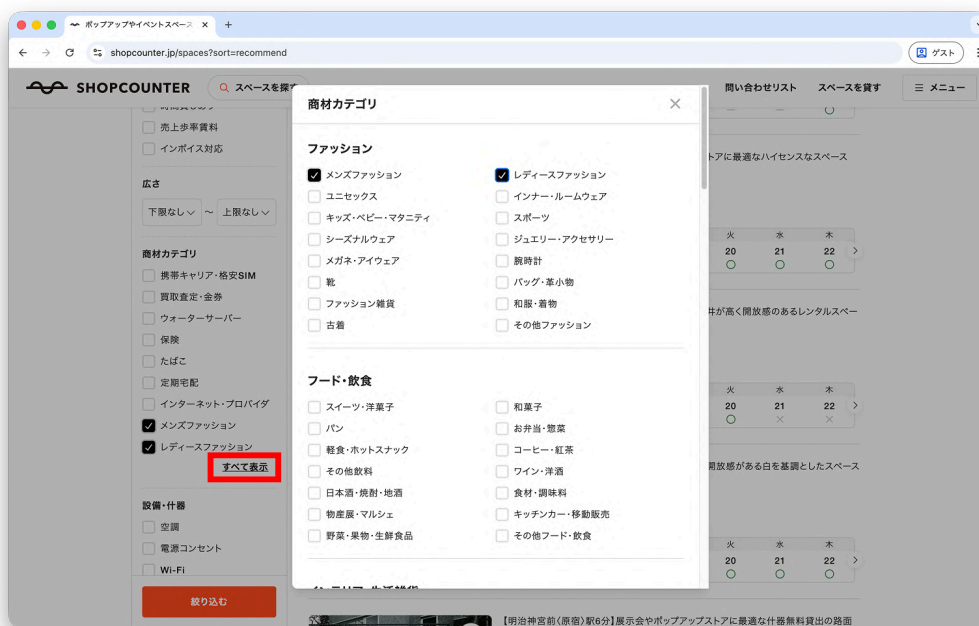 ポップアップやイベントスペース
shopcounter.jp/spaces?sort=recommend
ゲスト
SHOPCOUNTER
スペースを探す
問い合わせリスト
スペースを貸す
メニュー
売上歩率賃料
インボイス対応
広さ
下限なし ～ 上限なし
商材カテゴリ
携帯キャリア・格安SIM
買取査定・金券
ウォーターサーバー
保険
たばこ
定期宅配
インターネット・プロバイダ
メンズファッション
レディースファッション
すべて表示
設備・什器
空調
電源コンセント
Wi-Fi
絞り込む
商材カテゴリ
ファッション
メンズファッション レディースファッション
ユニセックス インナー・ルームウェア
キッズ・ベビー・マタニティ スポーツ
シーズナルウェア ジュエリー・アクセサリー
メガネ・アイウェア 腕時計
靴 バッグ・革小物
ファッション雑貨 和服・着物
古着 その他ファッション
フード・飲食
スイーツ・洋菓子 和菓子
パン お弁当・惣菜
軽食・ホットスナック コーヒー・紅茶
その他飲料 ワイン・洋酒
日本酒・焼酎・地酒 食材・調味料
物産展・マルシェ キッチンカー・移動販売
野菜・果物・生鮮食品 その他フード・飲食
トアに最適なハイセンスなスペース
火 水 木
20 21 22
井が高く開放感のあるレンタルスペー
火 水 木
20 21 22
開放感がある白を基調としたスペース
火 水 木
20 21 22
【明治神宮前〈原宿〉駅6分】展示会やポップアップストアに最適な什器無料貸出の路面